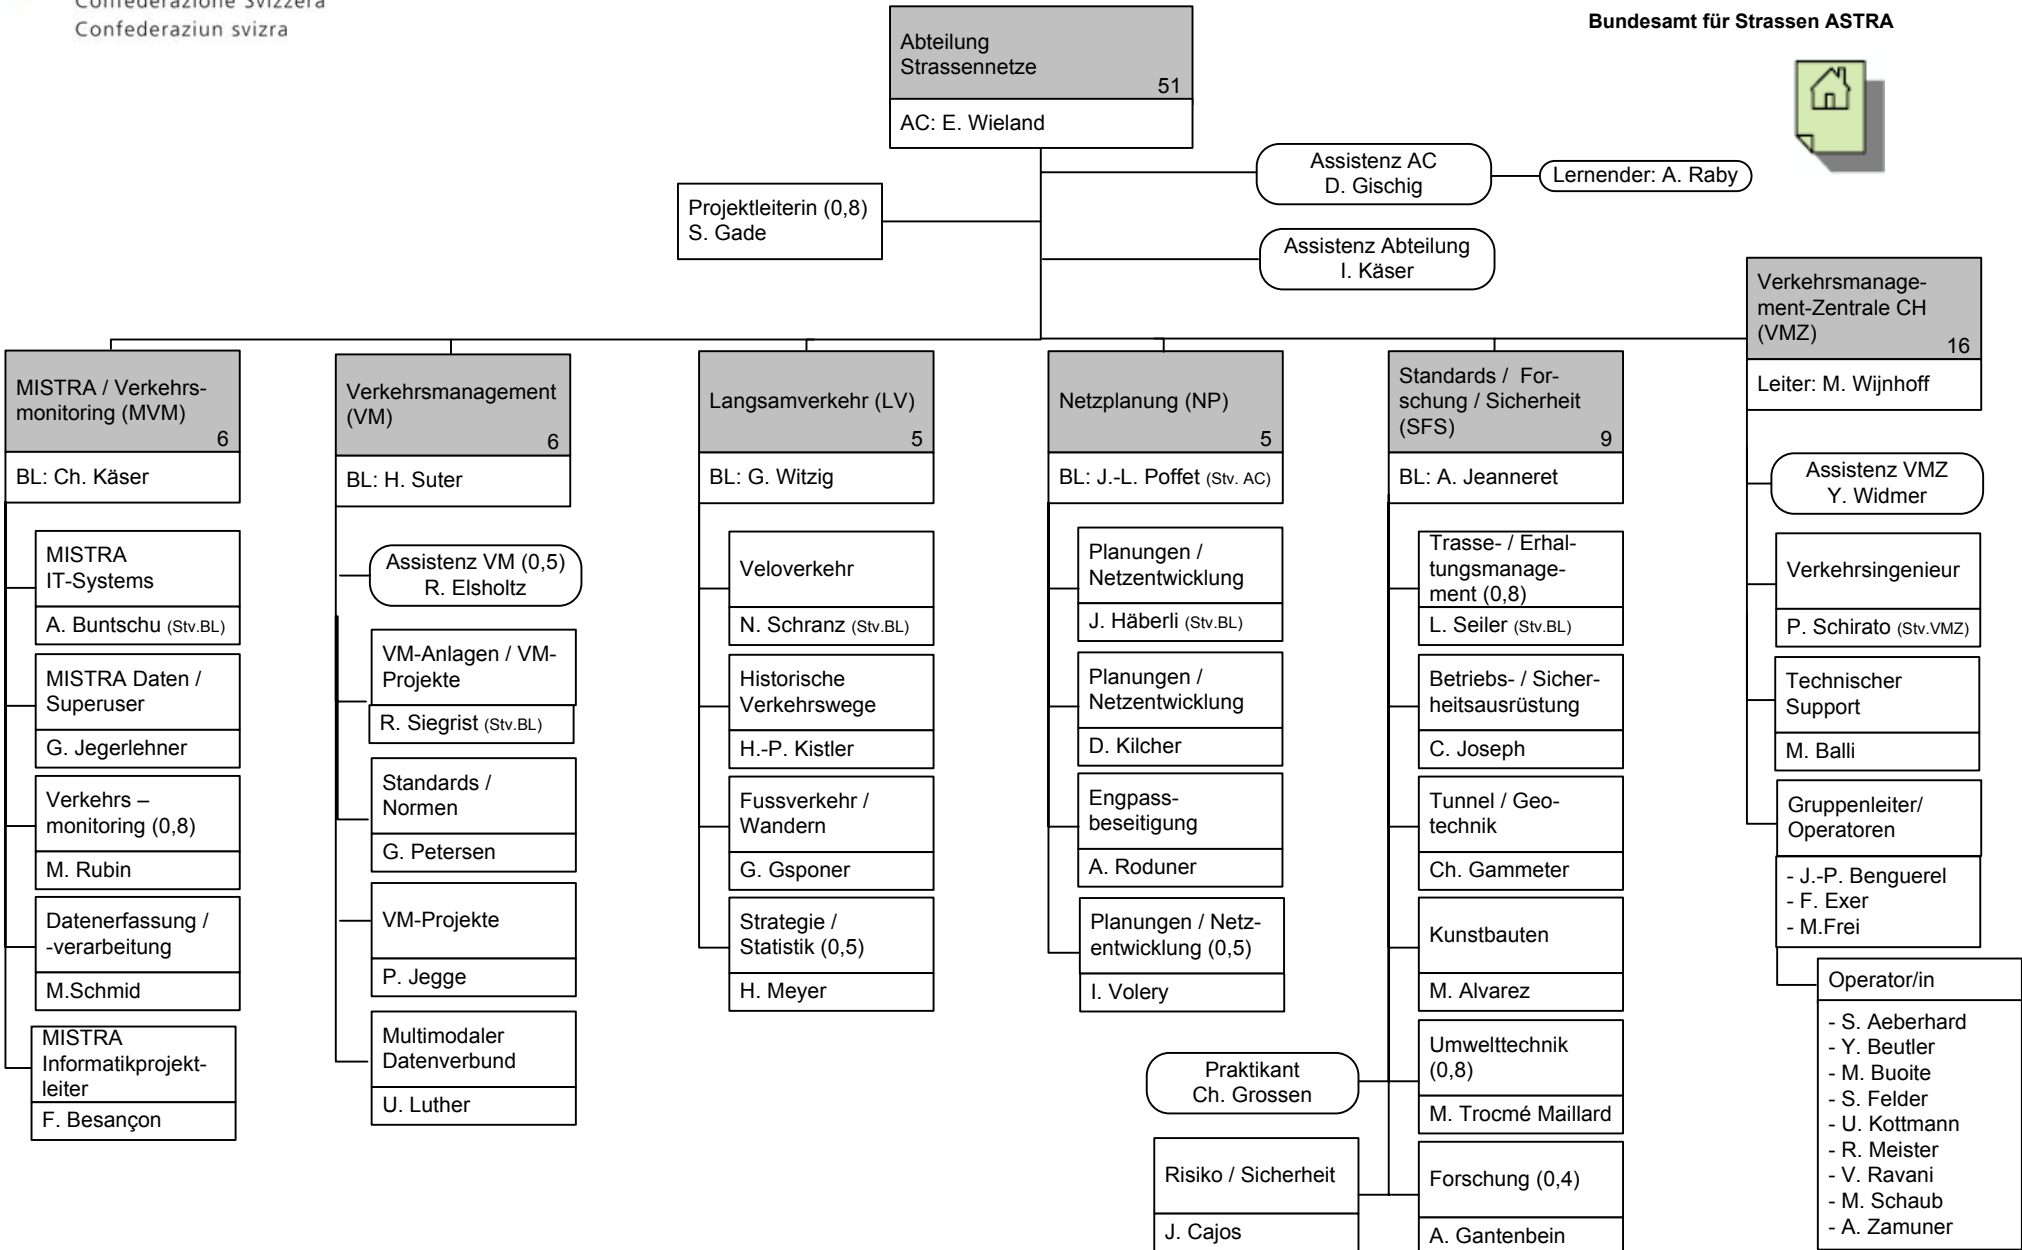 Confederazione Svizzera
Confederaziun svizra
Bundesamt für Strassen ASTRA
Abteilung
Strassennetze
51
AC: E. Wieland
Assistenz AC
D. Gischig
Lernender: A. Raby
Projektleiterin (0,8)
S. Gade
Assistenz Abteilung
I. Käser
MISTRA / Verkehrs-
monitoring (MVM)
6
BL: Ch. Käser
MISTRA
IT-Systems
A. Buntschu (Stv.BL)
MISTRA Daten /
Superuser
G. Jegerlehner
Verkehrs –
monitoring (0,8)
M. Rubin
Datenerfassung /
-verarbeitung
M.Schmid
MISTRA
Informatikprojekt-
leiter
F. Besançon
Verkehrsmanagement
(VM)
6
BL: H. Suter
Assistenz VM (0,5)
R. Elsholtz
VM-Anlagen / VM-
Projekte
R. Siegrist (Stv.BL)
Standards /
Normen
G. Petersen
VM-Projekte
P. Jegge
Multimodaler
Datenverbund
U. Luther
Langsamverkehr (LV)
5
BL: G. Witzig
Veloverkehr
N. Schranz (Stv.BL)
Historische
Verkehrswege
H.-P. Kistler
Fussverkehr /
Wandern
G. Gsponer
Strategie /
Statistik (0,5)
H. Meyer
Netzplanung (NP)
5
BL: J.-L. Poffet (Stv. AC)
Planungen /
Netzentwicklung
J. Häberli (Stv.BL)
Planungen /
Netzentwicklung
D. Kilcher
Engpass-
beseitigung
A. Roduner
Planungen / Netz-
entwicklung (0,5)
I. Volery
Standards / For-
schung / Sicherheit
(SFS)
9
BL: A. Jeanneret
Trasse- / Erhal-
tungsmanage-
ment (0,8)
L. Seiler (Stv.BL)
Betriebs- / Sicher-
heitsausrüstung
C. Joseph
Tunnel / Geo-
technik
Ch. Gammeter
Kunstbauten
M. Alvarez
Umwelttechnik
(0,8)
M. Trocmé Maillard
Praktikant
Ch. Grossen
Risiko / Sicherheit
J. Cajos
Forschung (0,4)
A. Gantenbein
Verkehrsmanage-
ment-Zentrale CH
(VMZ)
16
Leiter: M. Wijnhoff
Assistenz VMZ
Y. Widmer
Verkehrsingenieur
P. Schirato (Stv.VMZ)
Technischer
Support
M. Balli
Gruppenleiter/
Operatoren
- J.-P. Benguerel
- F. Exer
- M.Frei
Operator/in
- S. Aeberhard
- Y. Beutler
- M. Buoite
- S. Felder
- U. Kottmann
- R. Meister
- V. Ravani
- M. Schaub
- A. Zamuner